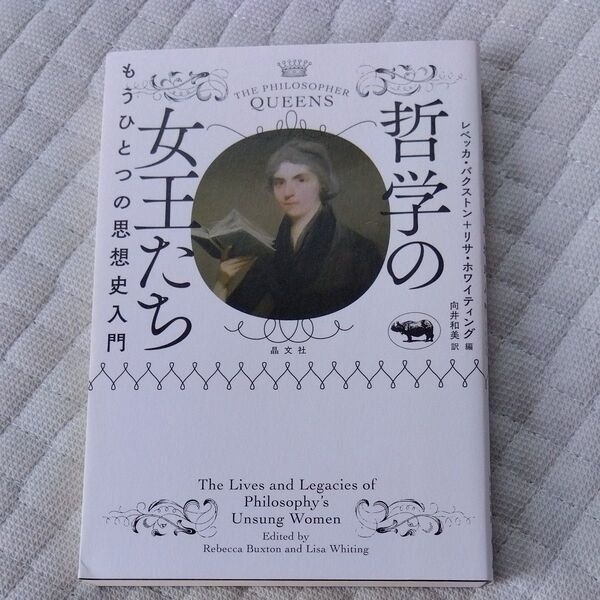 THE PHILOSOPHER
QUEENS
哲学の
女王たち
もうひとつの思想史入門
レベッカ・バクストン+リサ・ホワイティング 編
向井和美 訳
晶文社
The Lives and Legacies of
Philosophy's
Unsung Women
Edited by
Rebecca Buxton and Lisa Whiting